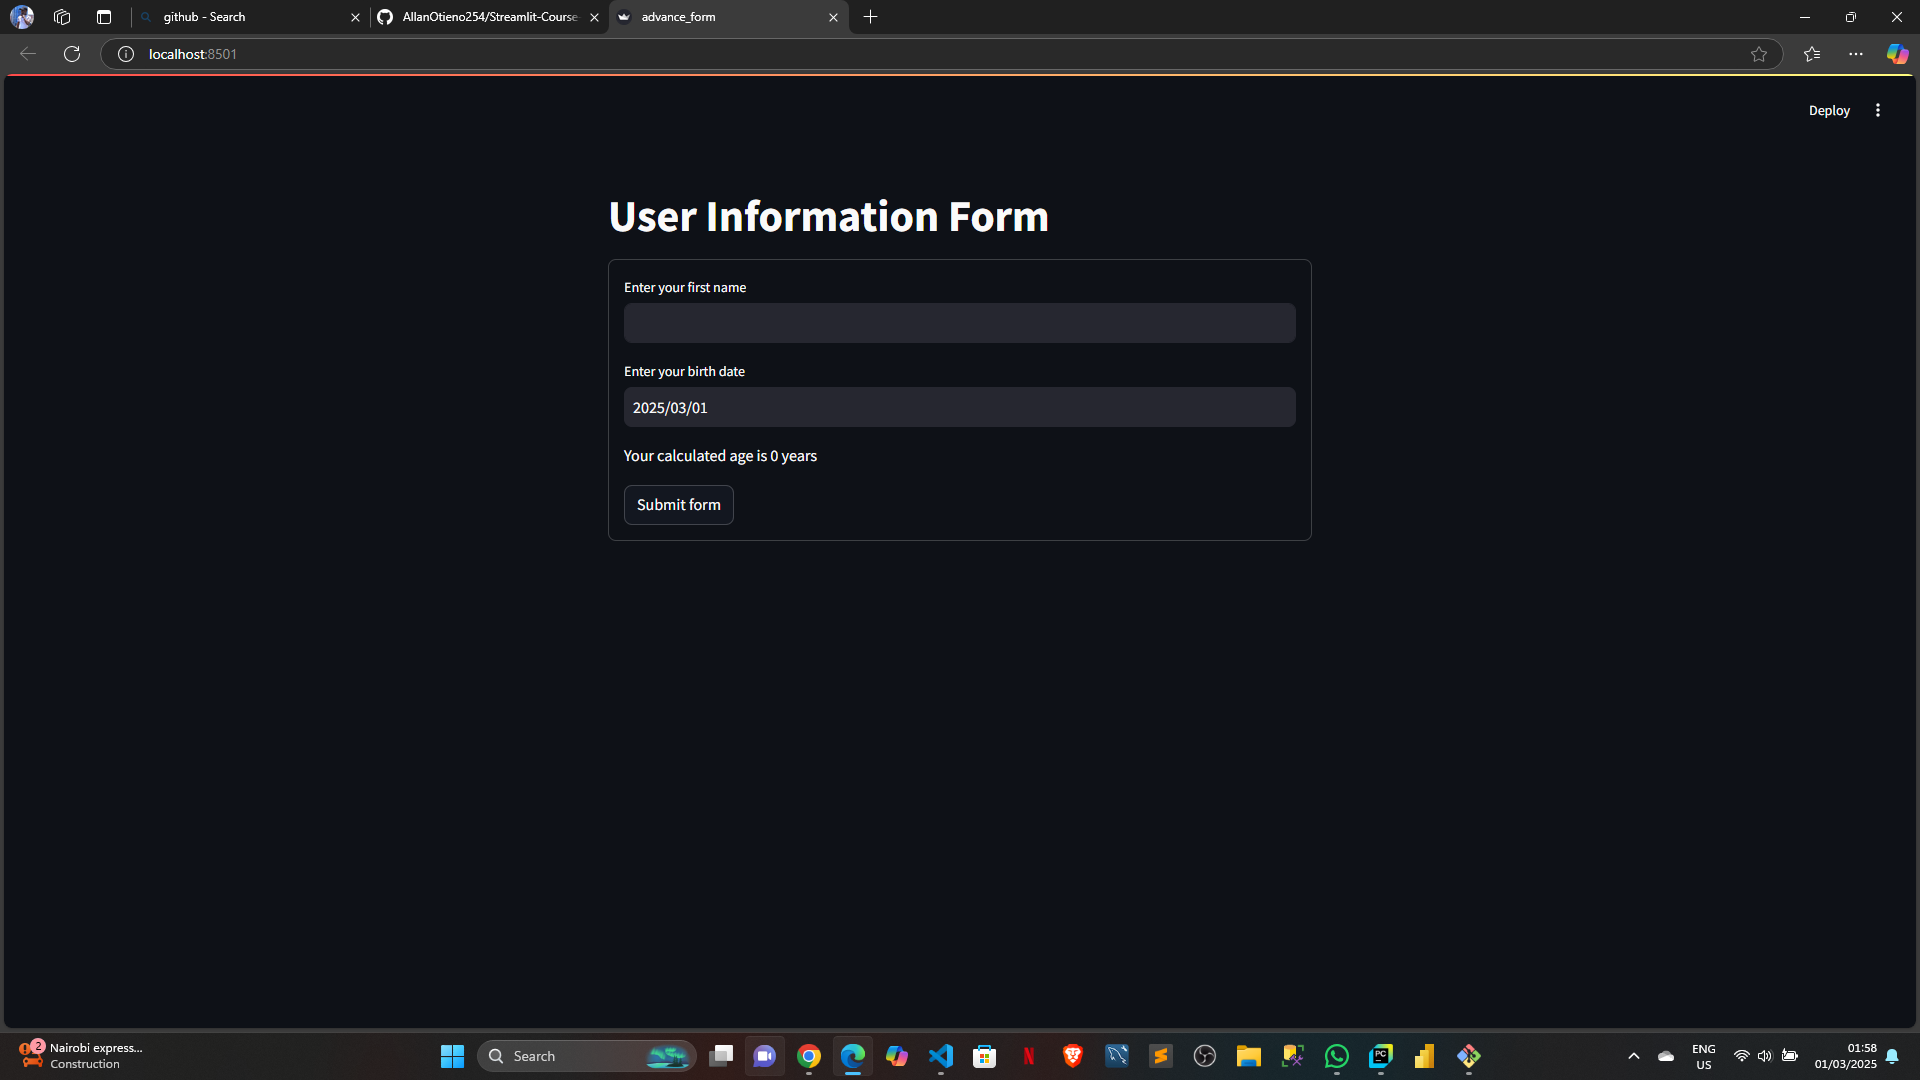 github - Search
AllanOtieno254/Streamlit-Course-
advance_form
localhost:8501
Deploy
User Information Form
Enter your first name
Enter your birth date
2025/03/01
Your calculated age is 0 years
Submit form
2
Nairobi express...
Construction
Search
N
PC
ENG
US
01:58
01/03/2025